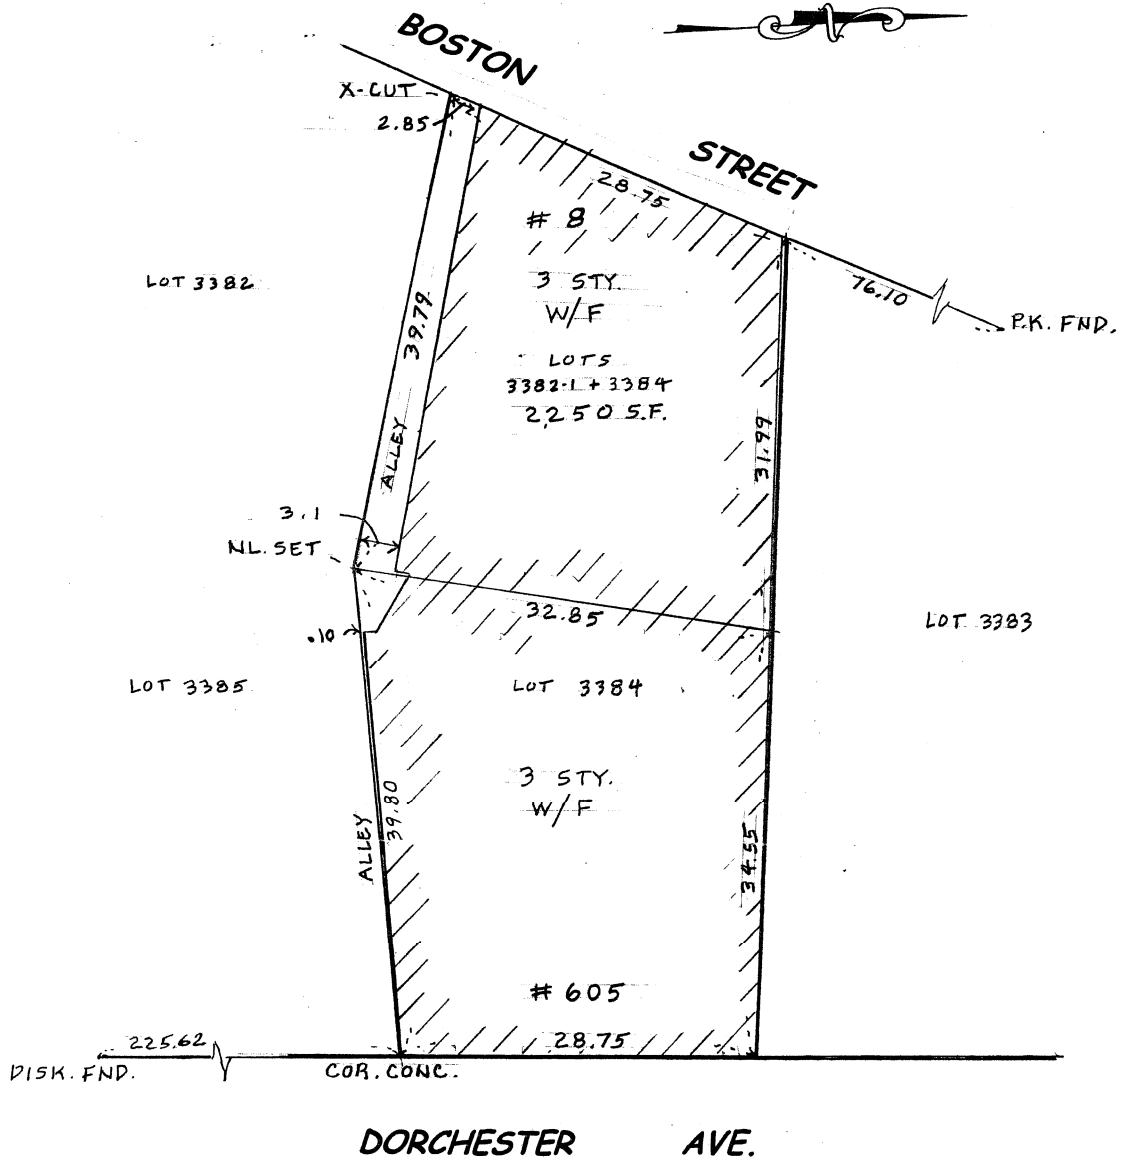 N
BOSTON
STREET
X-CUT
2.85
28.75
# 8
76.10
P.K. FND.
LOT 3382
3 STY.
W/F
39.79
LOTS
3382-1 + 3384
2,250 S.F.
ALLEY
31.99
3.1
NL. SET
32.85
.10
LOT 3383
LOT 3385
LOT 3384
3 STY.
W/F
39.80
ALLEY
34.55
# 605
28.75
225.62
DISK. FND.
COR. CONC.
DORCHESTER AVE.